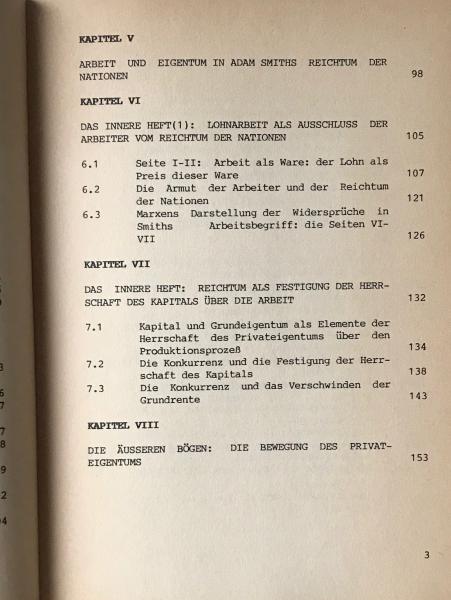 KAPITEL V
ARBEIT UND EIGENTUM IN ADAM SMITHS REICHTUM DER
NATIONEN 98
KAPITEL VI
DAS INNERE HEFT(1): LOHNARBEIT ALS AUSSCHLUSS DER
ARBEITER VOM REICHTUM DER NATIONEN 105
6.1 Seite I-II: Arbeit als Ware: der Lohn als
Preis dieser Ware 107
6.2 Die Armut der Arbeiter und der Reichtum
der Nationen 121
6.3 Marxens Darstellung der Widersprüche in
Smiths Arbeitsbegriff: die Seiten VI-
VII 126
KAPITEL VII
DAS INNERE HEFT: REICHTUM ALS FESTIGUNG DER HERR-
SCHAFT DES KAPITALS ÜBER DIE ARBEIT 132
7.1 Kapital und Grundeigentum als Elemente der
Herrschaft des Privateigentums über den
Produktionsprozeß 134
7.2 Die Konkurrenz und die Festigung der Herr-
schaft des Kapitals 138
7.3 Die Konkurrenz und das Verschwinden der
Grundrente 143
KAPITEL VIII
DIE ÄUSSEREN BÖGEN: DIE BEWEGUNG DES PRIVAT-
EIGENTUMS 153
3